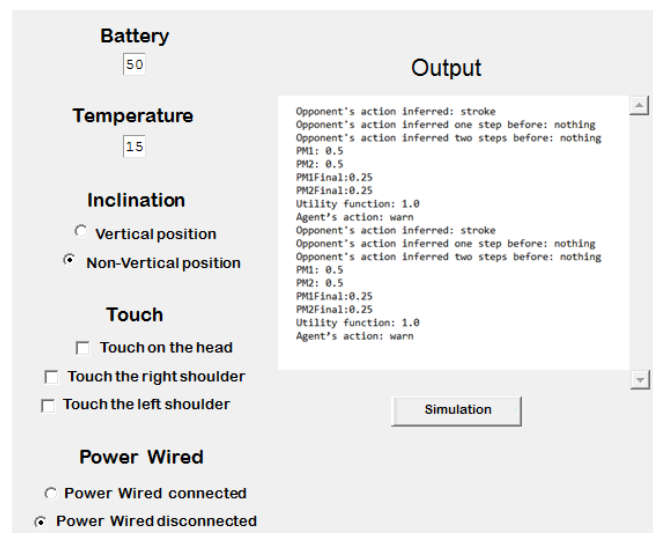 Battery
50
Temperature
15
Inclination
Vertical position
Non-Vertical position
Touch
Touch on the head
Touch the right shoulder
Touch the left shoulder
Power Wired
Power Wired connected
Power Wired disconnected
Output
Opponent's action inferred: stroke
Opponent's action inferred one step before: nothing
Opponent's action inferred two steps before: nothing
PM1: 0.5
PM2: 0.5
PM1Final:0.25
PM2Final:0.25
Utility function: 1.0
Agent's action: warn
Opponent's action inferred: stroke
Opponent's action inferred one step before: nothing
Opponent's action inferred two steps before: nothing
PM1: 0.5
PM2: 0.5
PM1Final:0.25
PM2Final:0.25
Utility function: 1.0
Agent's action: warn
Simulation